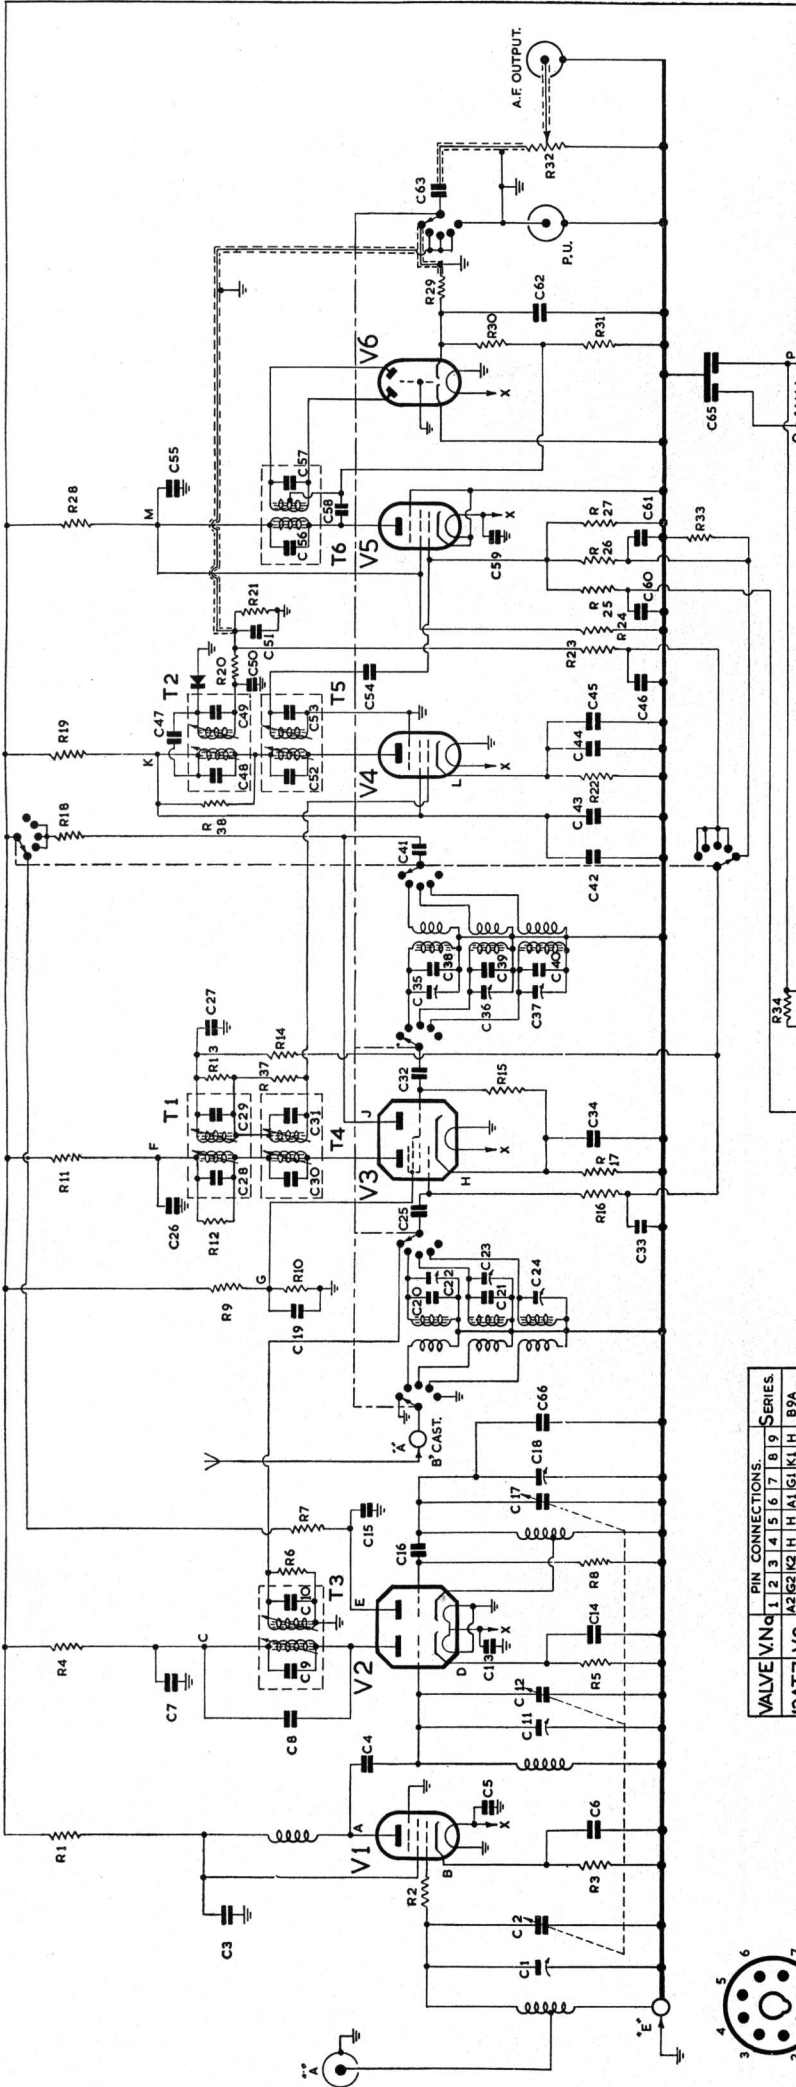 R1
R4
R9
R11
R18
R19
R28
C3
C7
C
C8
R7
E
C15
G
C19
R10
F
C26
R12
C28
C29
T1
R13
C27
R14
R37
R38
K
C47
T2
C48
C49
R20
C50
C51
R21
M
C55
C9
C10
R6
T3
C30
C31
T4
C52
C53
T5
C54
C56
C57
C58
T6
A.F. OUTPUT.
"A"
A
C4
V1
R2
B
X
C5
V2
D
X
C13
C16
"A"
B'CAST.
C20
C22
C21
C23
C24
C25
V3
J
H
X
C32
R15
C35
C38
C36
C39
C37
C40
C41
V4
L
X
V5
X
C59
V6
X
R29
C63
P.U.
R32
C1
C2
R3
C6
C11
C12
R5
C14
R8
C17
C18
C66
R16
C33
R17
C34
C42
C43
R22
C44
C45
R23
C46
R24
R25
C60
R26
C61
R27
R30
R31
C62
"E"
R33
R34
C65
P
3
4
5
6
7
VALVE V.No PIN CONNECTIONS. SERIES.
1 2 3 4 5 6 7 8 9
12AT7 V2 A2 G2 K2 H H A1 G1 K1 H B9A